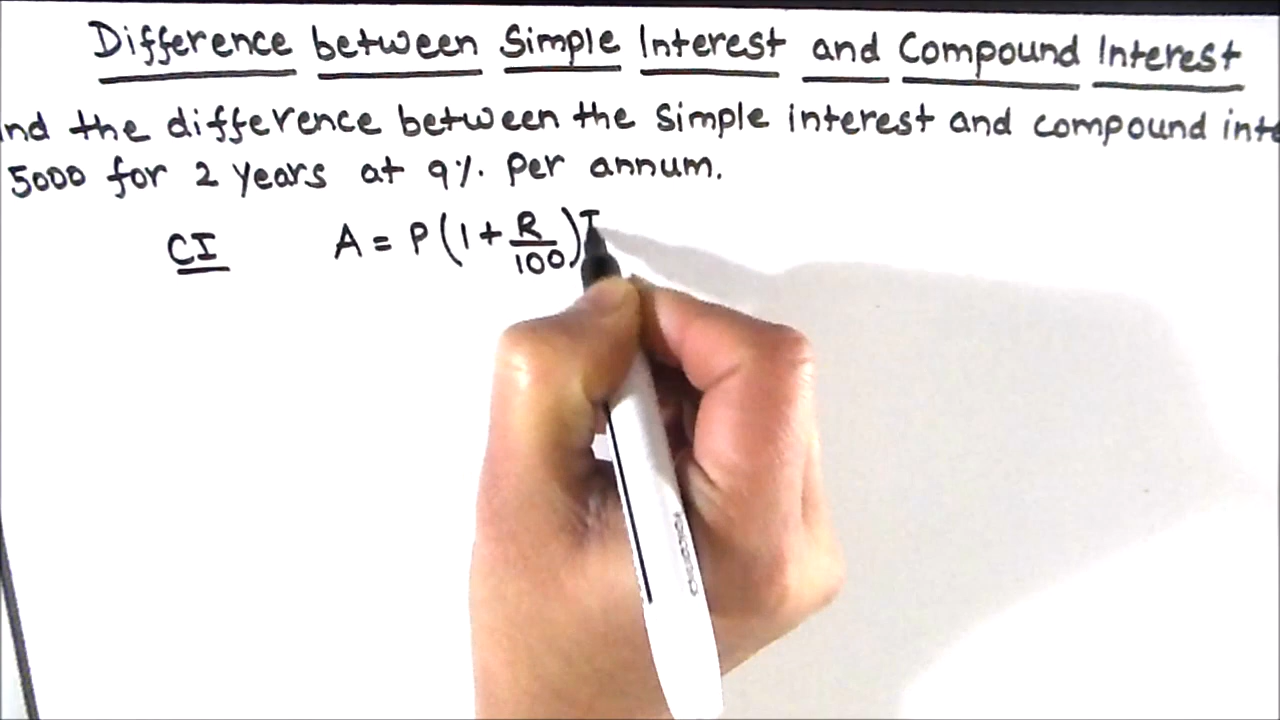 Difference between Simple Interest and Compound Interest
nd the difference between the simple interest and compound inte
5000 for 2 years at 9%. per annum.
CI A = P(1 + R/100)^T